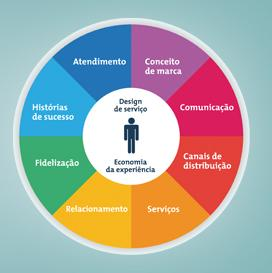 Atendimento
Conceito
de marca
Comunicação
Canais de
distribuição
Serviços
Relacionamento
Fidelização
Histórias
de sucesso
Design
de serviço
Economia
da experiência